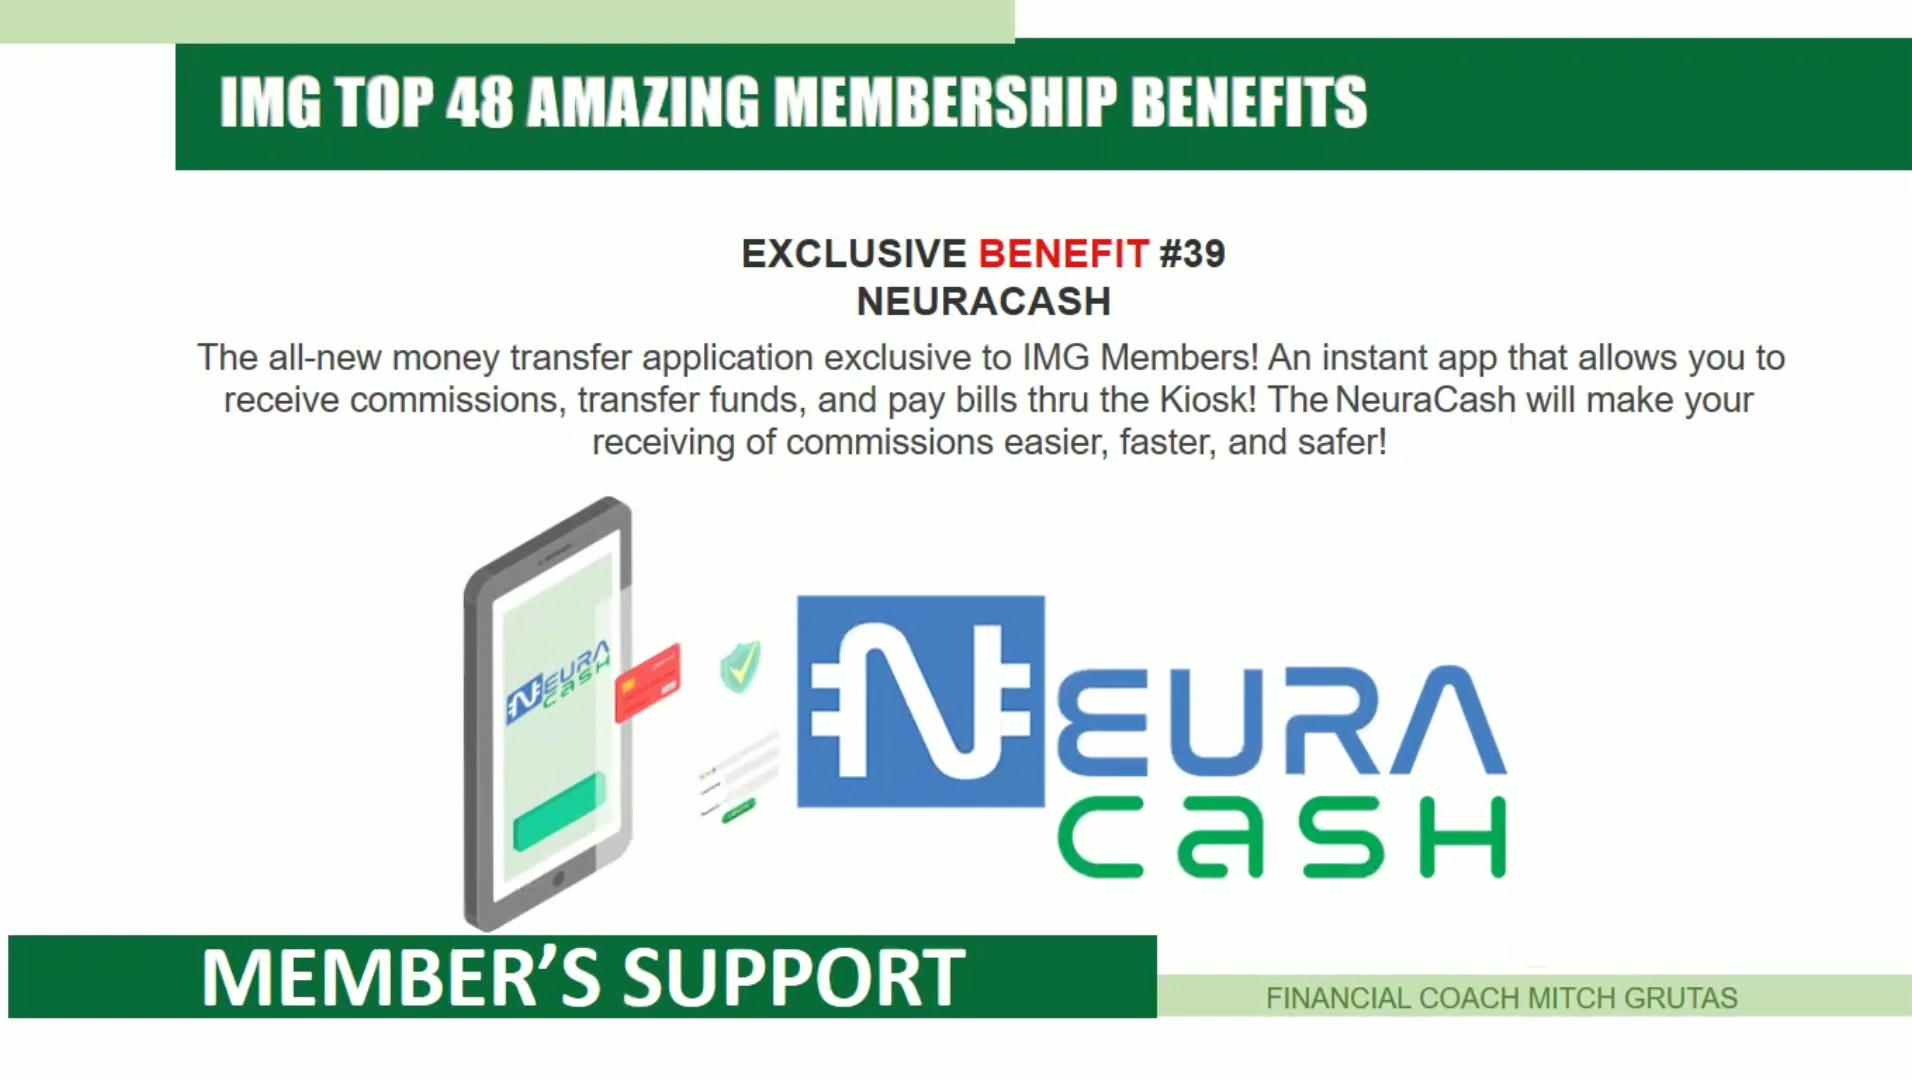 IMG TOP 48 AMAZING MEMBERSHIP BENEFITS
EXCLUSIVE BENEFIT #39
NEURACASH
The all-new money transfer application exclusive to IMG Members! An instant app that allows you to
receive commissions, transfer funds, and pay bills thru the Kiosk! The NeuraCash will make your
receiving of commissions easier, faster, and safer!
NEURA
CASH
NEURA
CASH
MEMBER'S SUPPORT
FINANCIAL COACH MITCH GRUTAS